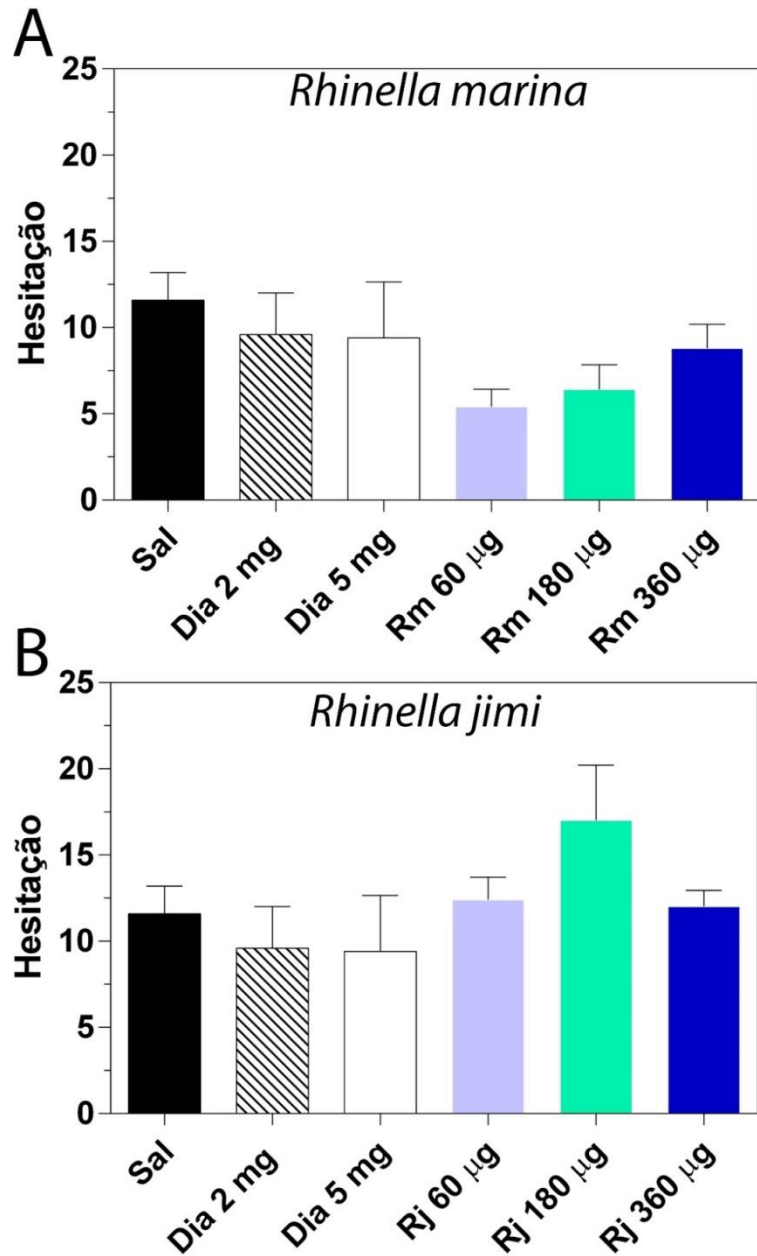 A
Rhinella marina
Hesitação
25
20
15
10
5
0
Sal
Dia 2 mg
Dia 5 mg
Rm 60 µg
Rm 180 µg
Rm 360 µg
B
Rhinella jimi
Hesitação
25
20
15
10
5
0
Sal
Dia 2 mg
Dia 5 mg
Rj 60 µg
Rj 180 µg
Rj 360 µg